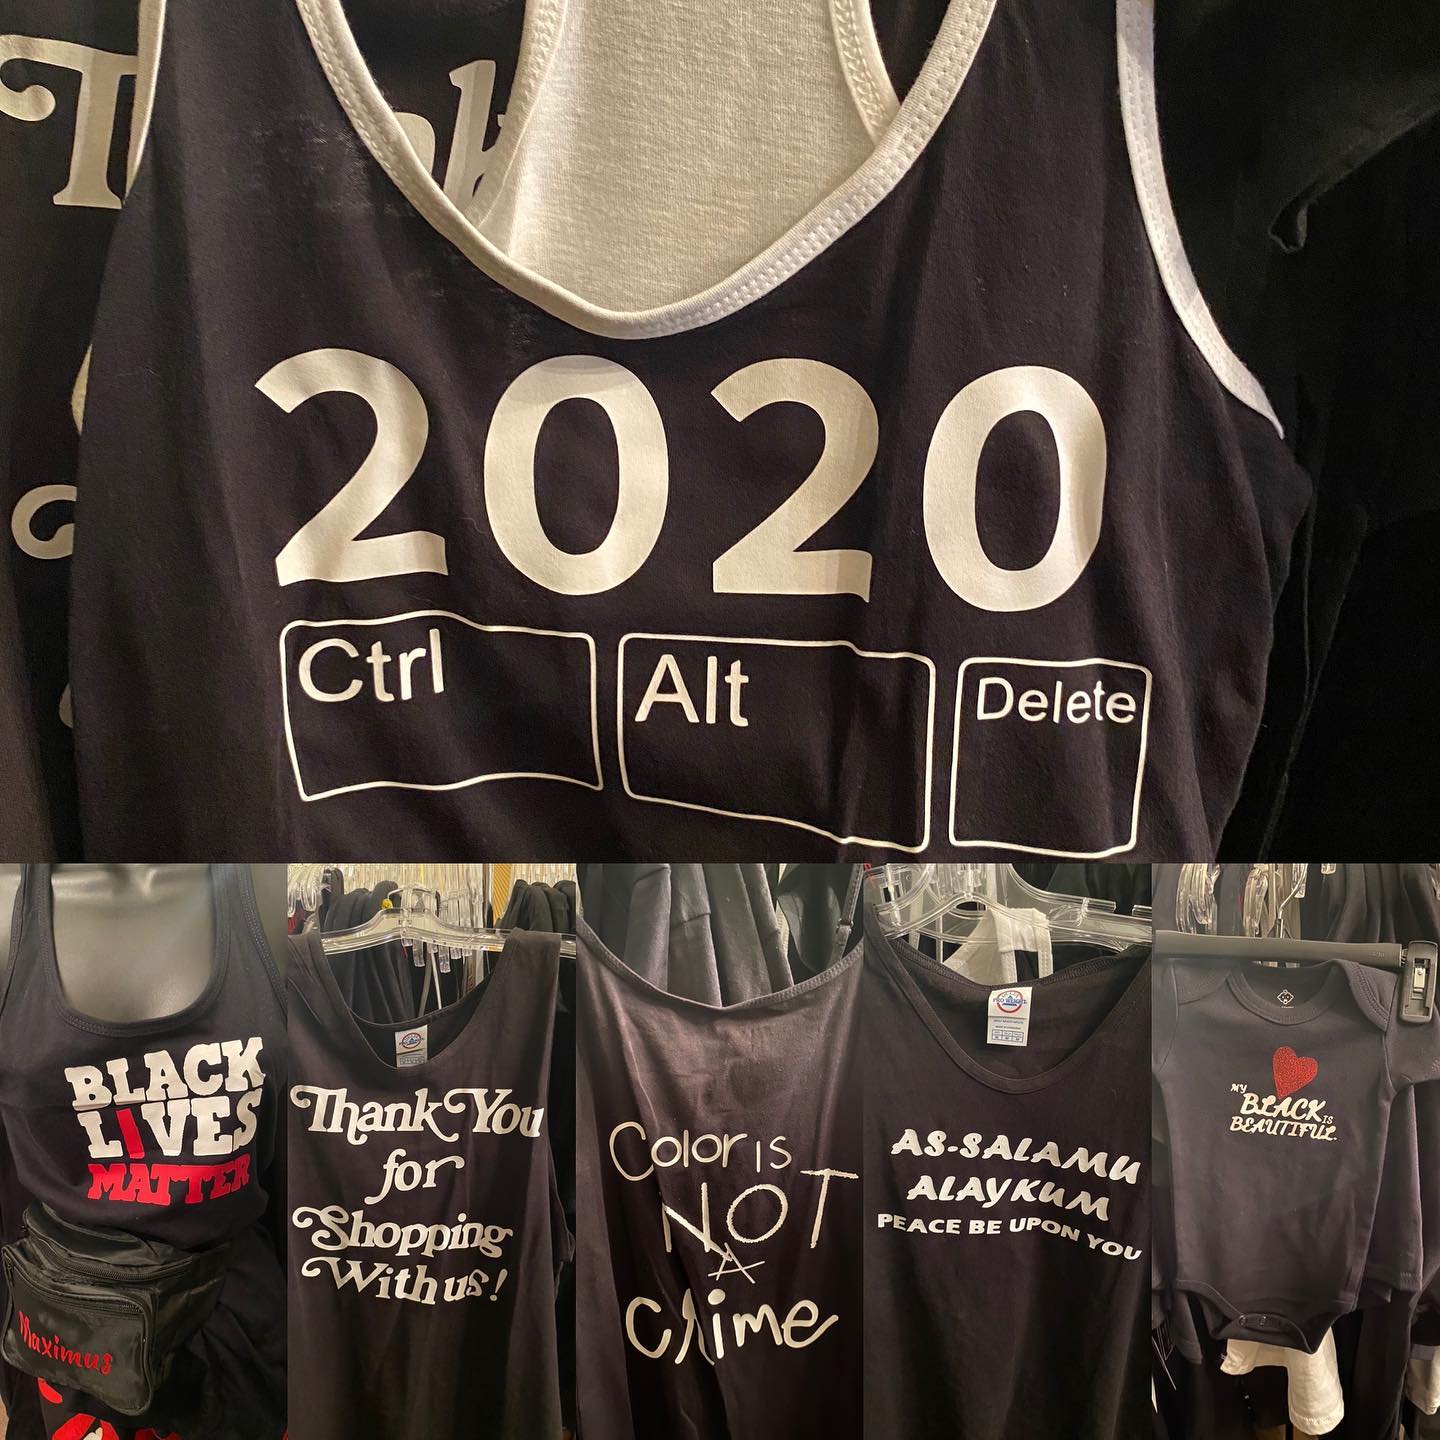 2020
Ctrl Alt Delete
BLACK
LIVES
MATTER
Maximus
Thank You
for
Shopping
With us!
Color is
NOT
A
Crime
AS-SALAMU
ALAYKUM
PEACE BE UPON YOU
MY
BLACK IS
BEAUTIFUL.